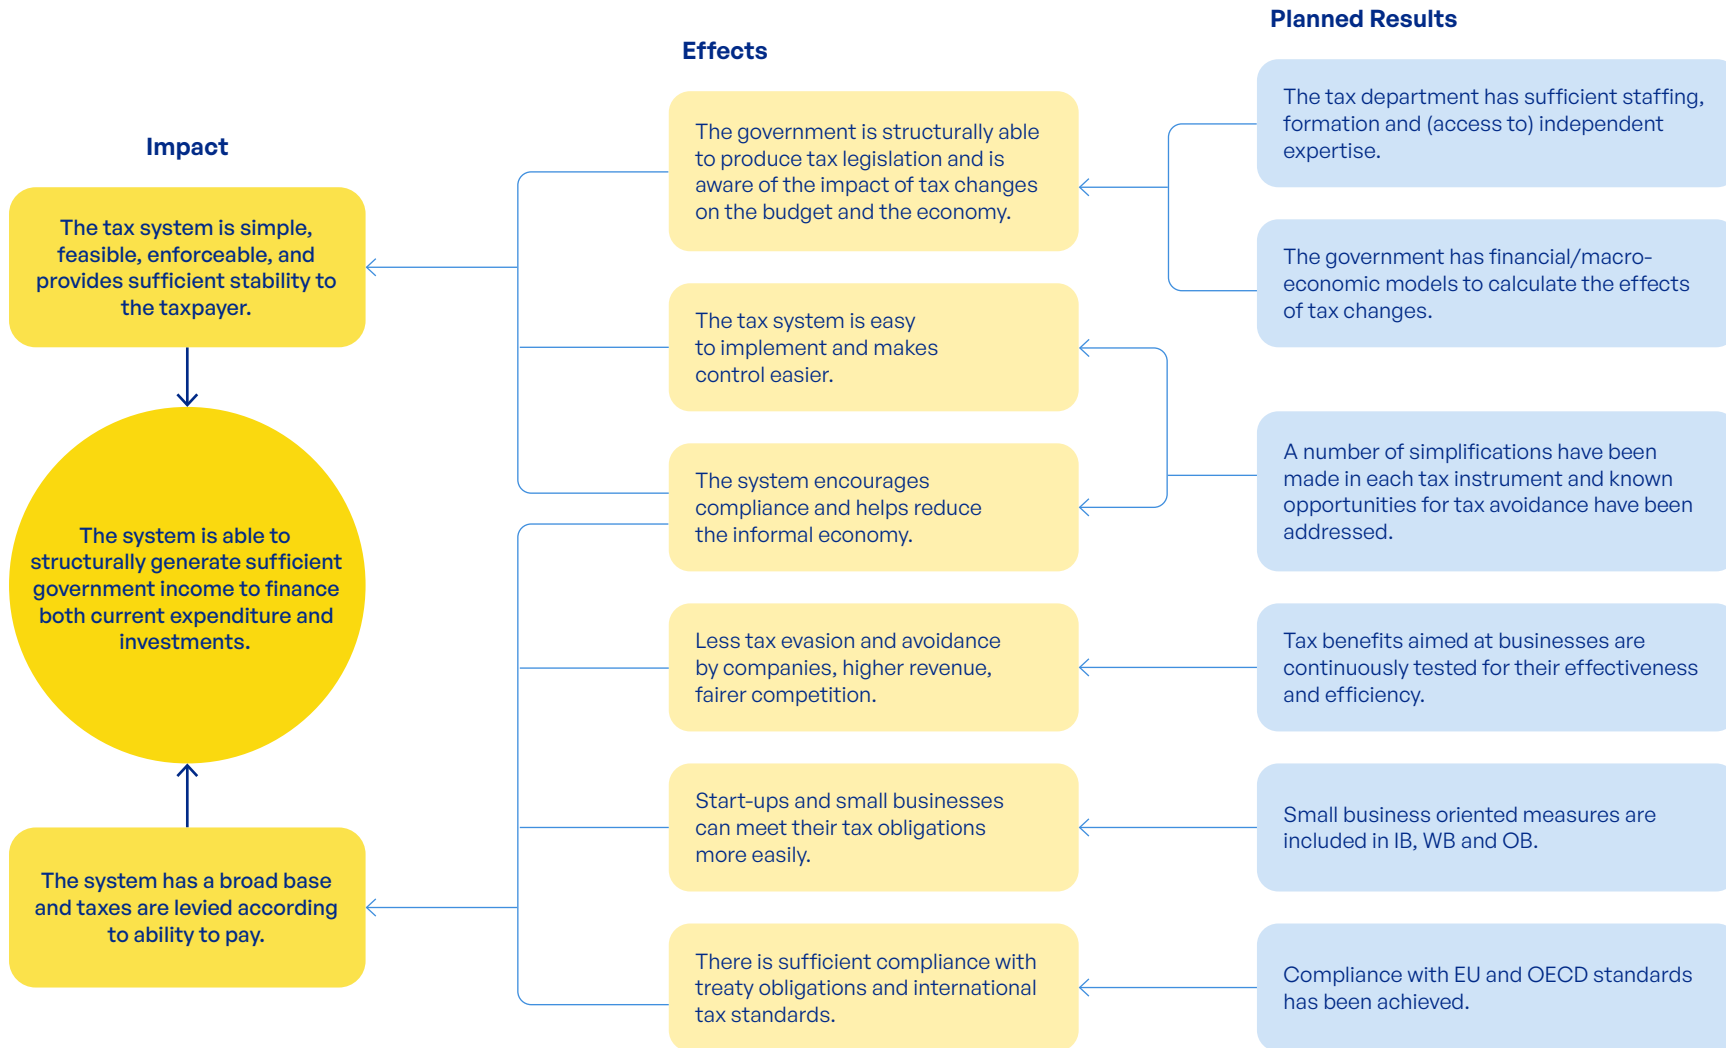 Impact
The tax system is simple,
feasible, enforceable, and
provides sufficient stability to
the taxpayer.
The system is able to
structurally generate sufficient
government income to finance
both current expenditure and
investments.
The system has a broad base
and taxes are levied according
to ability to pay.
Effects
The government is structurally able
to produce tax legislation and is
aware of the impact of tax changes
on the budget and the economy.
The tax system is easy
to implement and makes
control easier.
The system encourages
compliance and helps reduce
the informal economy.
Less tax evasion and avoidance
by companies, higher revenue,
fairer competition.
Start-ups and small businesses
can meet their tax obligations
more easily.
There is sufficient compliance with
treaty obligations and international
tax standards.
Planned Results
The tax department has sufficient staffing,
formation and (access to) independent
expertise.
The government has financial/macro-
economic models to calculate the effects
of tax changes.
A number of simplifications have been
made in each tax instrument and known
opportunities for tax avoidance have been
addressed.
Tax benefits aimed at businesses are
continuously tested for their effectiveness
and efficiency.
Small business oriented measures are
included in IB, WB and OB.
Compliance with EU and OECD standards
has been achieved.